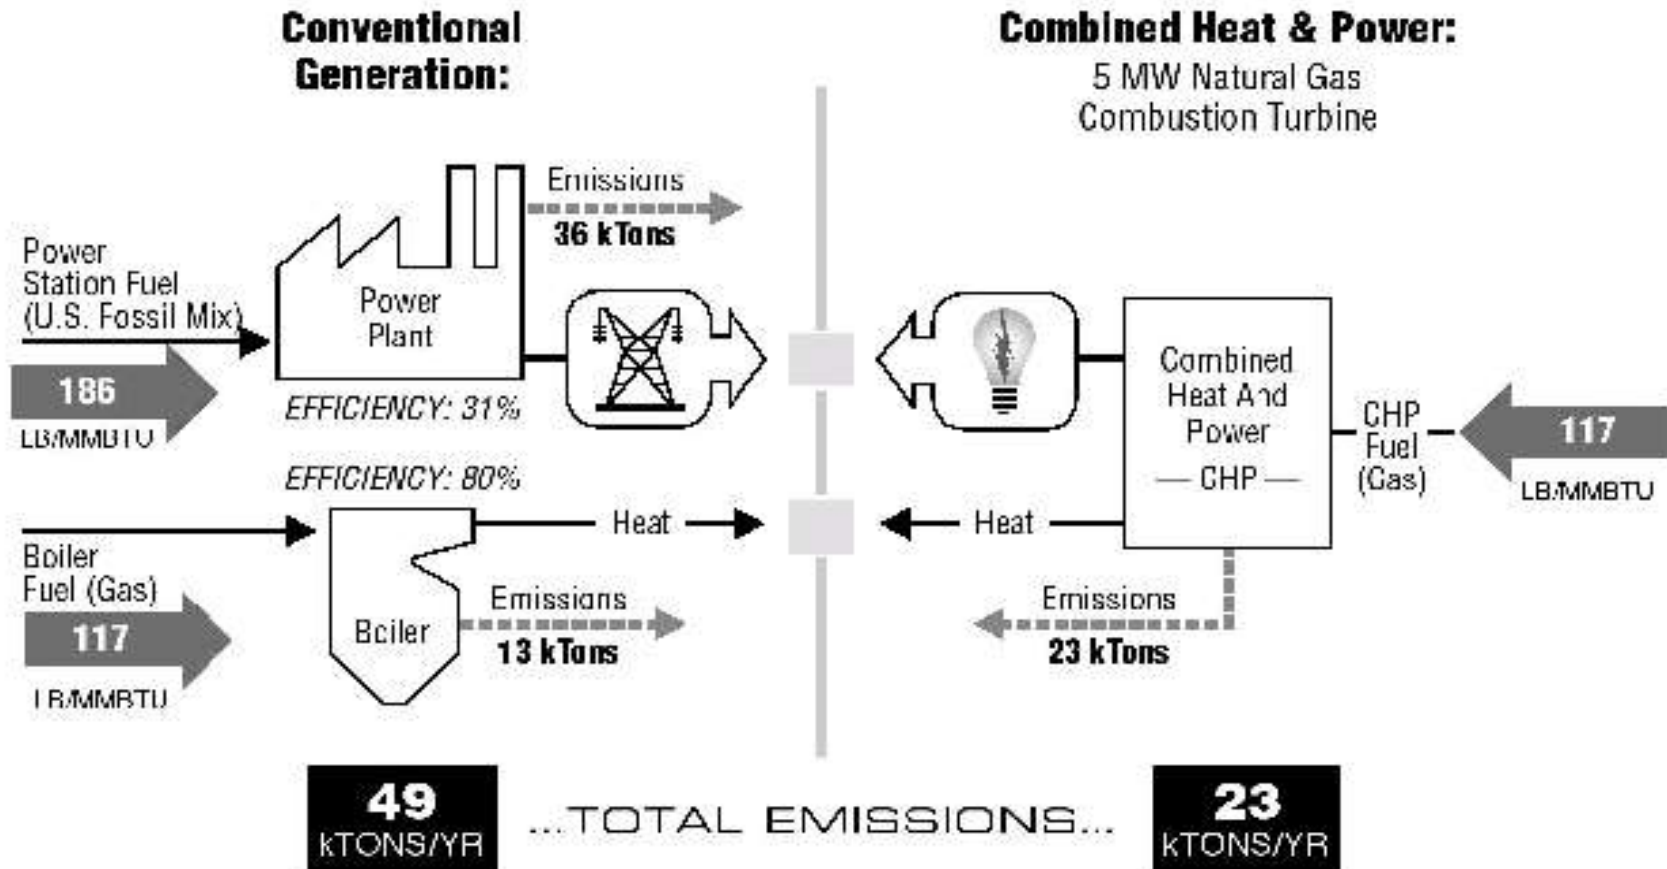 Conventional
Generation:
Combined Heat & Power:
5 MW Natural Gas
Combustion Turbine
Emissions
36 kTons
Power
Station Fuel
(U.S. Fossil Mix)
186
LB/MMBTU
Power
Plant
EFFICIENCY: 31%
EFFICIENCY: 80%
Boiler
Fuel (Gas)
117
LB/MMBTU
Boiler
Heat
Emissions
13 kTons
Combined
Heat And
Power
— CHP —
CHP
Fuel
(Gas)
117
LB/MMBTU
Heat
Emissions
23 kTons
49
kTONS/YR
...TOTAL EMISSIONS...
23
kTONS/YR